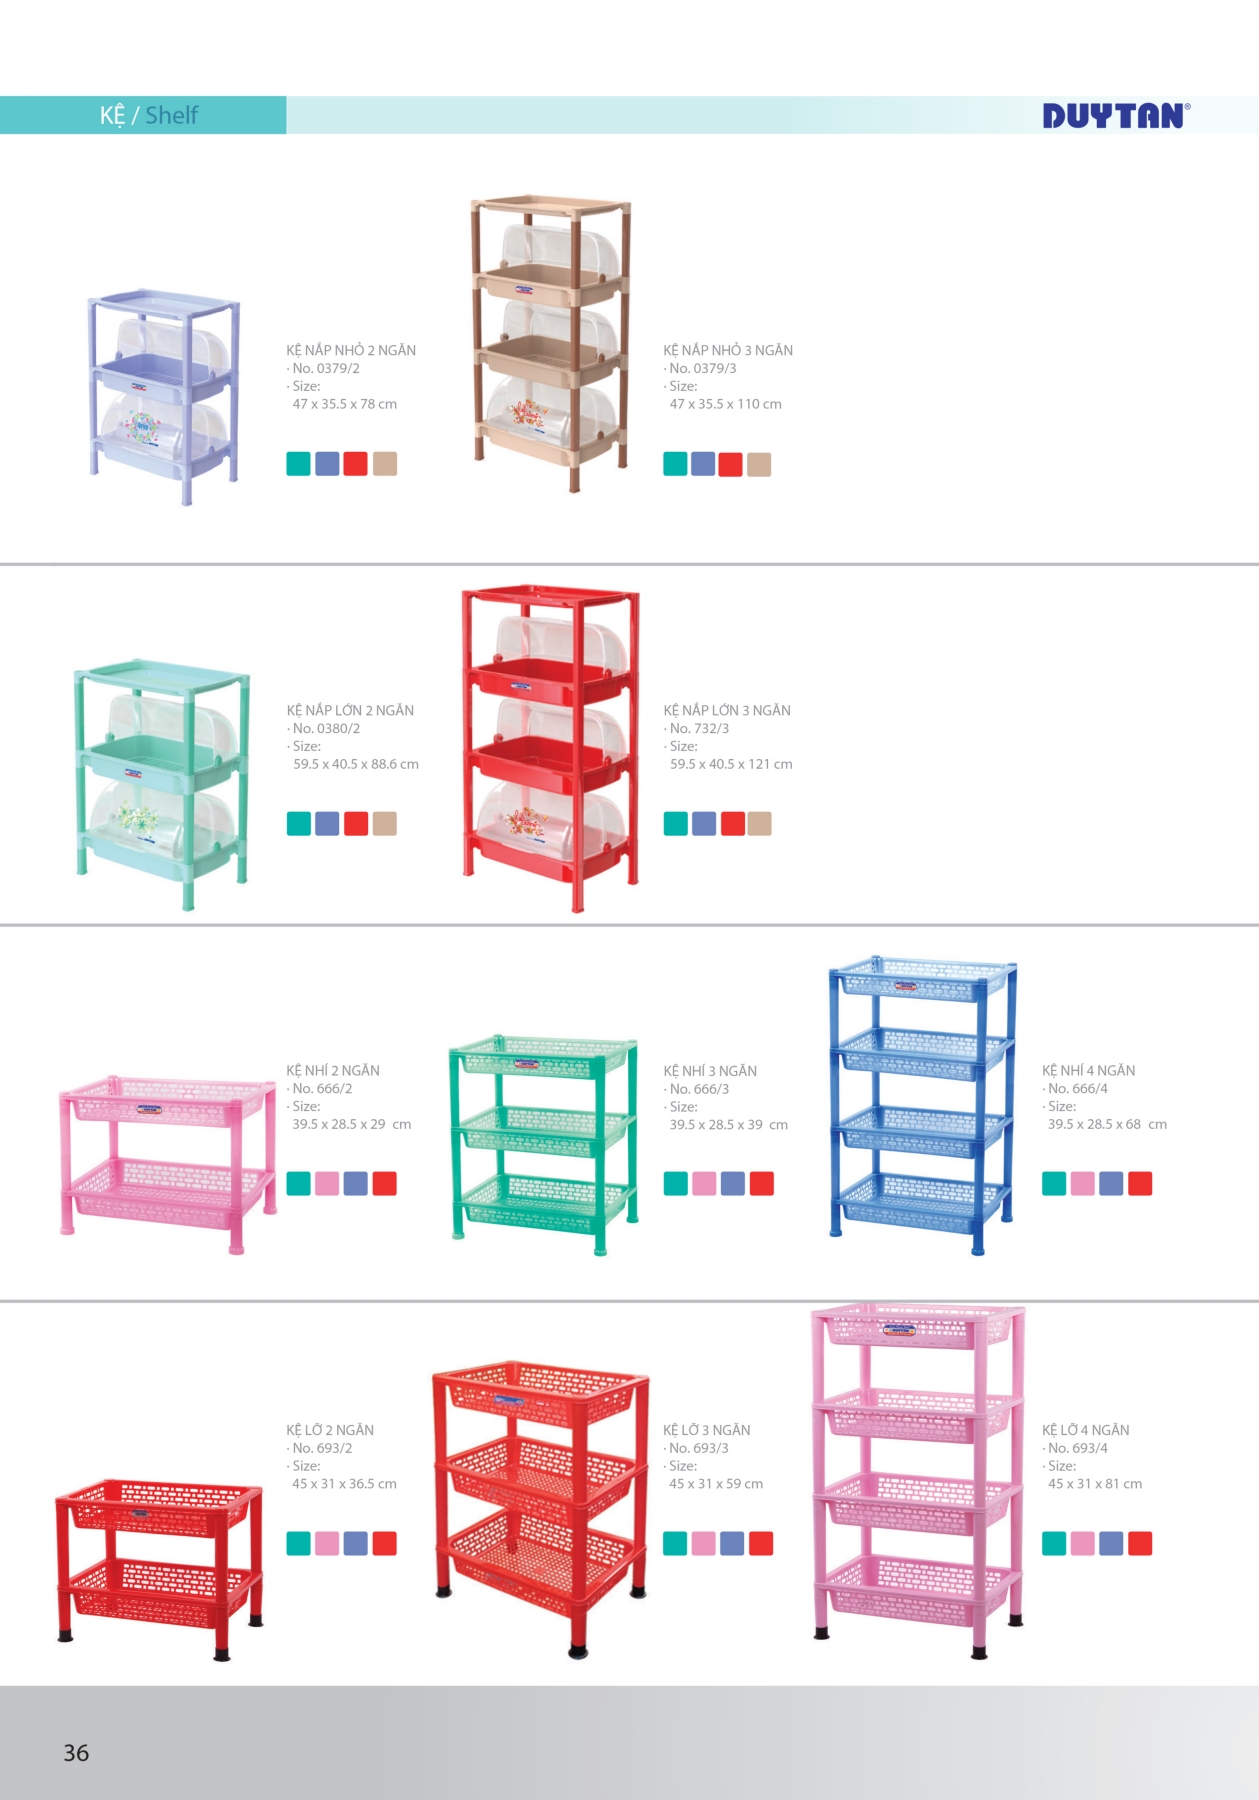 KỆ / Shelf
DUYTAN®
KỆ NẮP NHỎ 2 NGĂN
· No. 0379/2
· Size:
47 x 35.5 x 78 cm
KỆ NẮP NHỎ 3 NGĂN
· No. 0379/3
· Size:
47 x 35.5 x 110 cm
KỆ NẮP LỚN 2 NGĂN
· No. 0380/2
· Size:
59.5 x 40.5 x 88.6 cm
KỆ NẮP LỚN 3 NGĂN
· No. 732/3
· Size:
59.5 x 40.5 x 121 cm
KỆ NHÍ 2 NGĂN
· No. 666/2
· Size:
39.5 x 28.5 x 29 cm
KỆ NHÍ 3 NGĂN
· No. 666/3
· Size:
39.5 x 28.5 x 39 cm
KỆ NHÍ 4 NGĂN
· No. 666/4
· Size:
39.5 x 28.5 x 68 cm
KỆ LỠ 2 NGĂN
· No. 693/2
· Size:
45 x 31 x 36.5 cm
KỆ LỠ 3 NGĂN
· No. 693/3
· Size:
45 x 31 x 59 cm
DUYTAN
KỆ LỠ 4 NGĂN
· No. 693/4
· Size:
45 x 31 x 81 cm
36